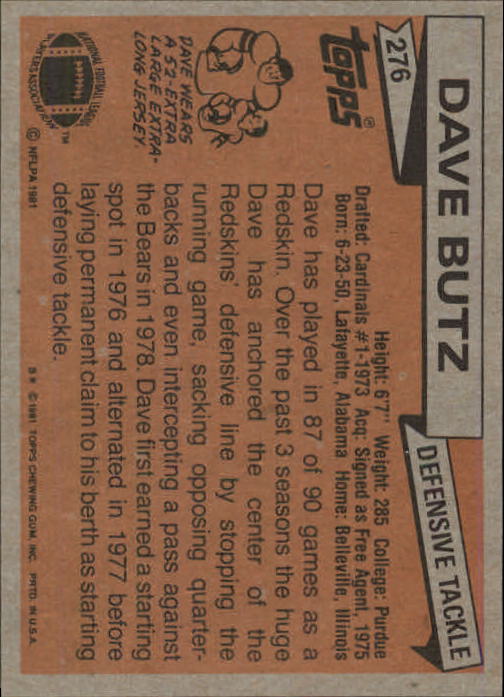 276
DAVE BUTZ
DEFENSIVE TACKLE
topps®
Height: 6'7" Weight: 285 College: Purdue
Drafted: Cardinals #1-1973 Acq: Signed as Free Agent, 1975
Born: 6-23-50, Lafayette, Alabama Home: Belleville, Illinois
Dave has played in 87 of 90 games as a
Redskin. Over the past 3 seasons the huge
Dave has anchored the center of the
Redskins' defensive line by stopping the
running game, sacking opposing quarter-
backs and even intercepting a pass against
the Bears in 1978. Dave first earned a starting
spot in 1976 and alternated in 1977 before
laying permanent claim to his berth as starting
defensive tackle.
DAVE WEARS
A 52-EXTRA
LARGE EXTRA-
LONG JERSEY.
NATIONAL FOOTBALL LEAGUE
PLAYERS ASSOCIATION
TM
© NFLPA 1981
© 1981 TOPPS CHEWING GUM, INC. PRTD. IN U.S.A.